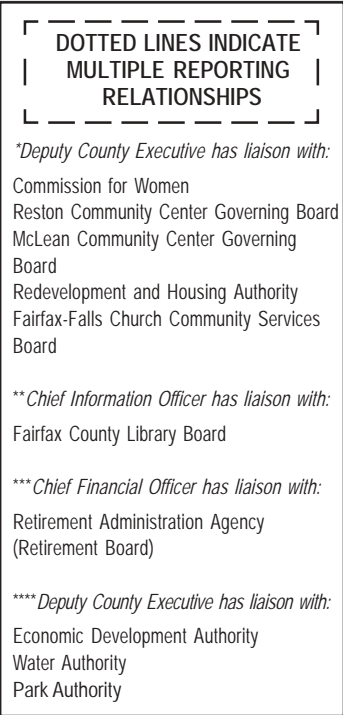 DOTTED LINES INDICATE
MULTIPLE REPORTING
RELATIONSHIPS
*Deputy County Executive has liaison with:
Commission for Women
Reston Community Center Governing Board
McLean Community Center Governing
Board
Redevelopment and Housing Authority
Fairfax-Falls Church Community Services
Board
**Chief Information Officer has liaison with:
Fairfax County Library Board
***Chief Financial Officer has liaison with:
Retirement Administration Agency
(Retirement Board)
****Deputy County Executive has liaison with:
Economic Development Authority
Water Authority
Park Authority